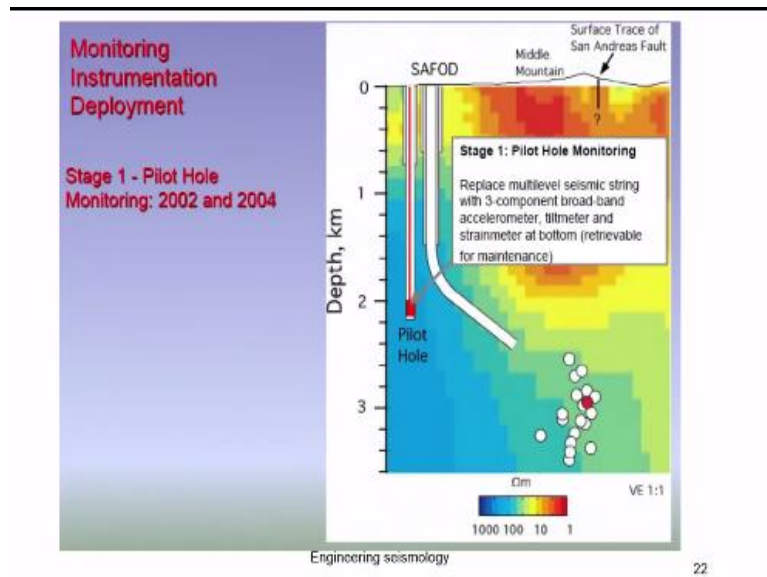 Monitoring
Instrumentation
Deployment
Stage 1 - Pilot Hole
Monitoring: 2002 and 2004
Surface Trace of
San Andreas Fault
Middle
Mountain
SAFOD
0
?
Stage 1: Pilot Hole Monitoring
Replace multilevel seismic string
with 3-component broad-band
accelerometer, tiltmeter and
strainmeter at bottom (retrievable
for maintenance)
1
Depth, km
2
Pilot
Hole
3
Ωm
VE 1:1
1000 100 10 1
Engineering seismology
22